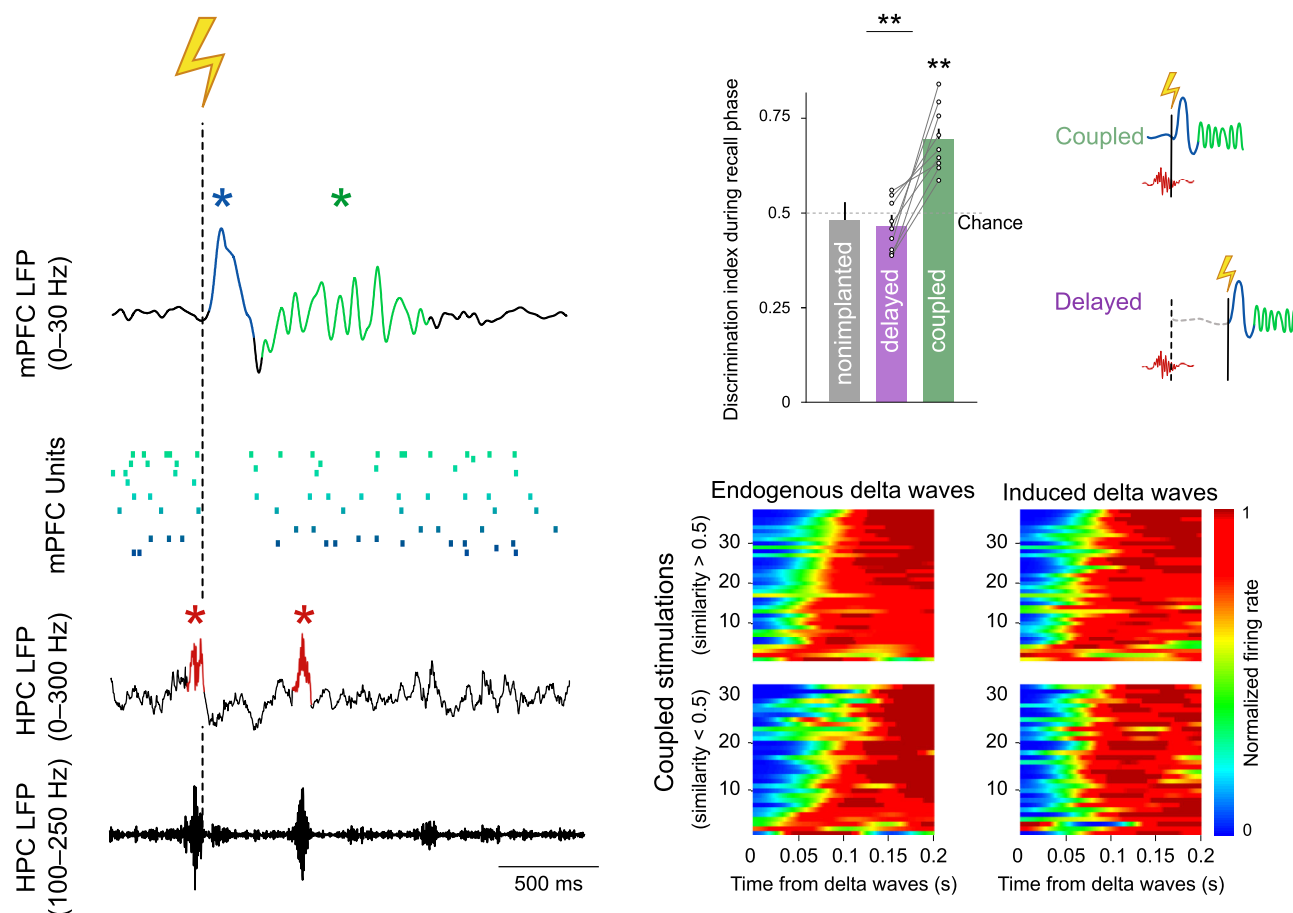 mPFC LFP
(0–30 Hz)
mPFC Units
HPC LFP
(0–300 Hz)
HPC LFP
(100–250 Hz)
* *
* *
500 ms
**
**
Discrimination index during recall phase
0.75
0.5
0.25
0
nonimplanted
delayed
coupled
Chance
Coupled
Delayed
Endogenous delta waves
Induced delta waves
Coupled stimulations
(similarity > 0.5)
30
20
10
30
20
10
(similarity < 0.5)
30
20
10
30
20
10
0 0.05 0.1 0.15 0.2
Time from delta waves (s)
0 0.05 0.1 0.15 0.2
Time from delta waves (s)
1
Normalized firing rate
0